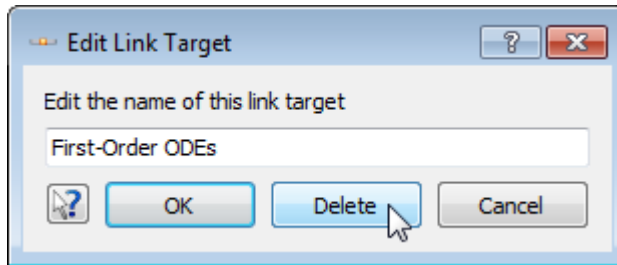 Edit Link Target
?
Edit the name of this link target
First-Order ODEs
? OK Delete Cancel